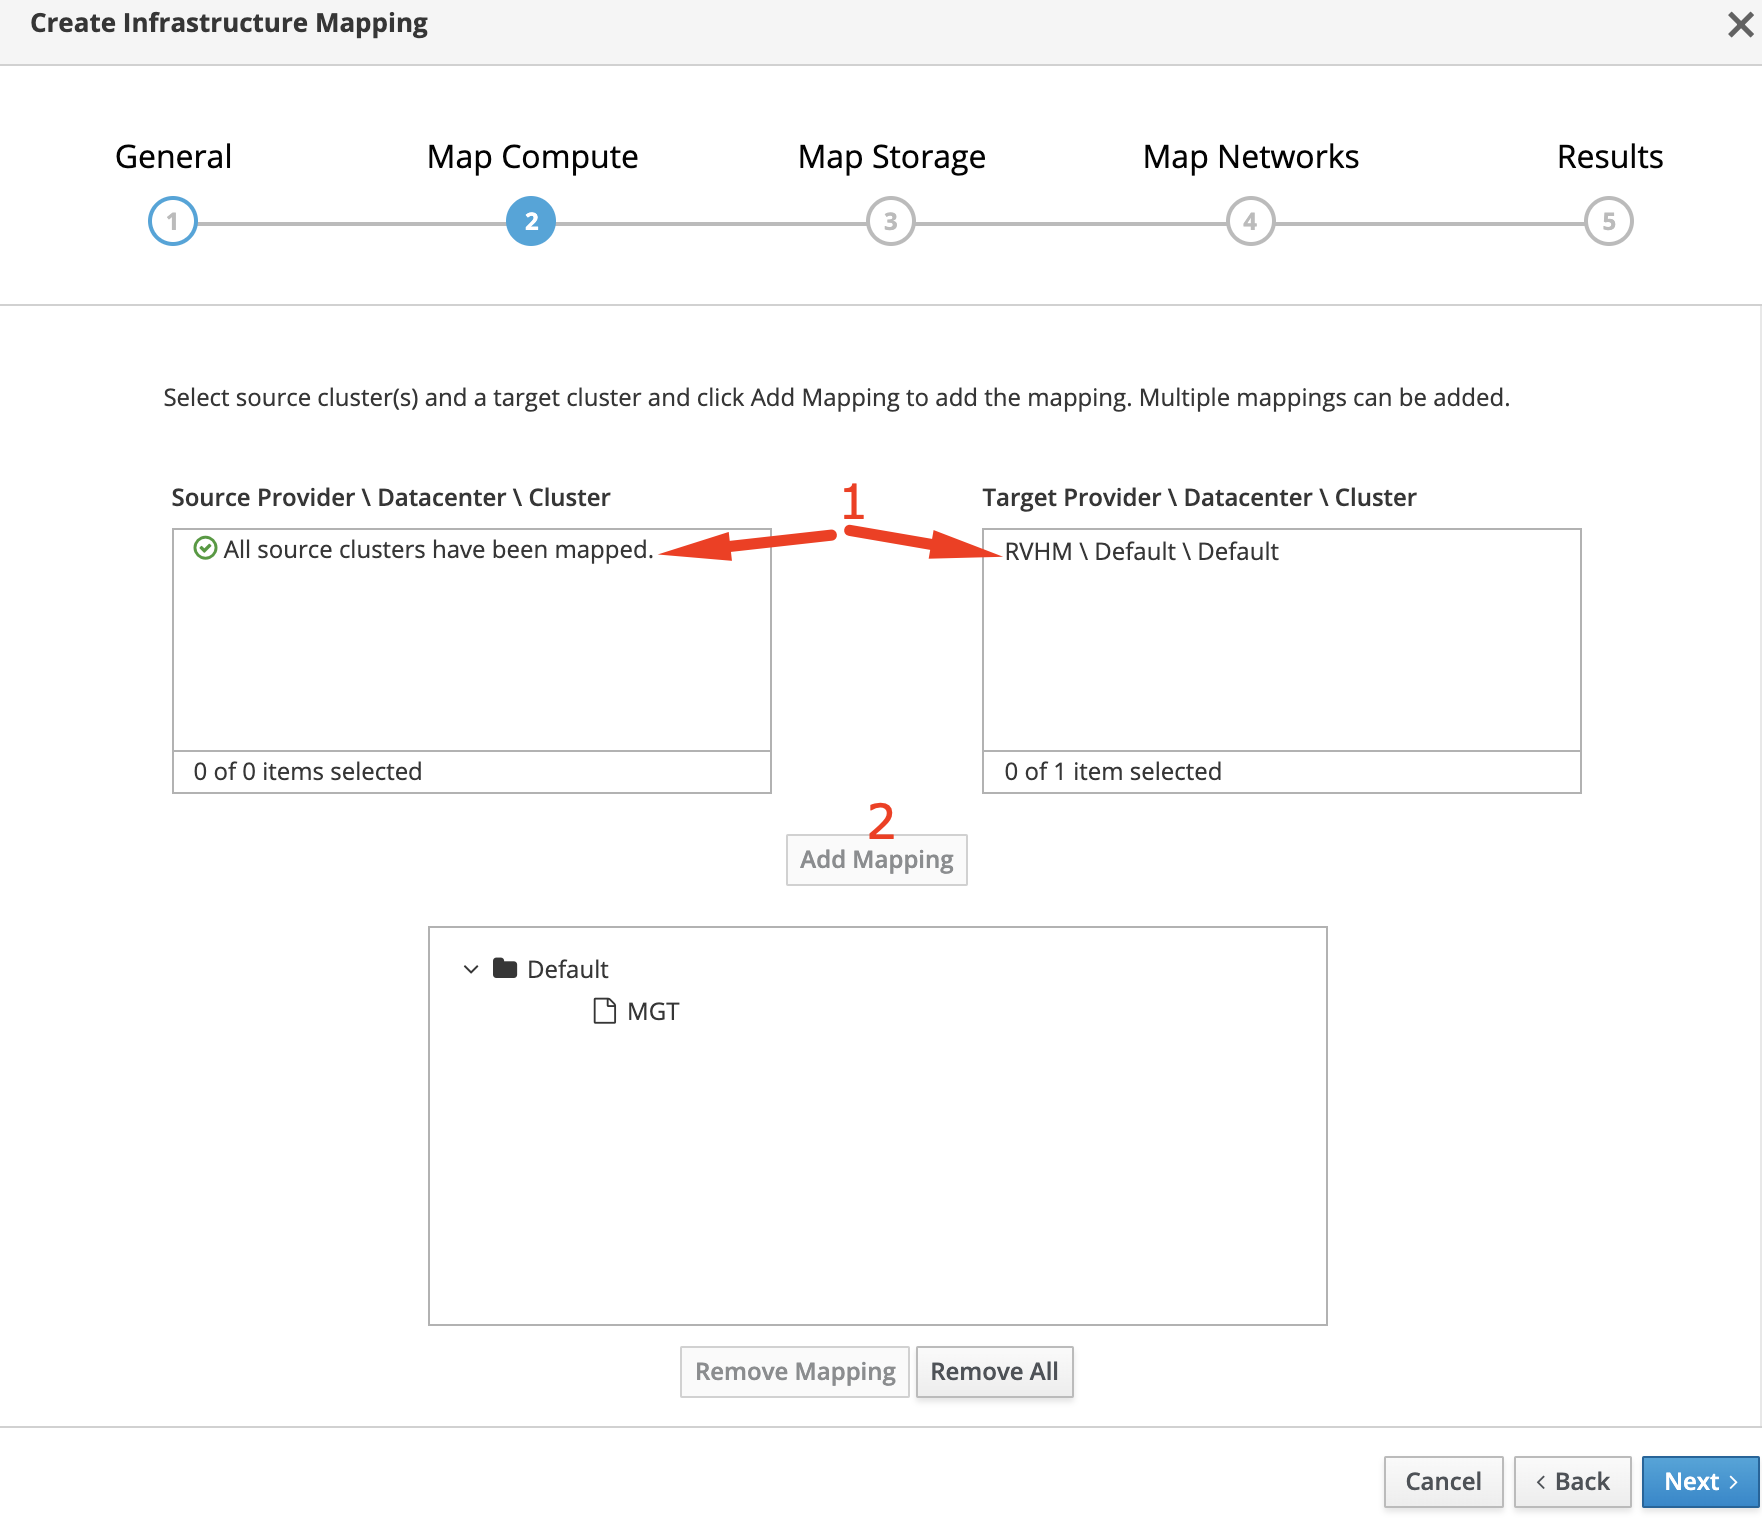 Create Infrastructure Mapping
General Map Compute Map Storage Map Networks Results
1 2 3 4 5
Select source cluster(s) and a target cluster and click Add Mapping to add the mapping. Multiple mappings can be added.
1
Source Provider \ Datacenter \ Cluster
All source clusters have been mapped.
0 of 0 items selected
Target Provider \ Datacenter \ Cluster
RVHM \ Default \ Default
0 of 1 item selected
2
Add Mapping
Default
MGT
Remove Mapping Remove All
Cancel < Back Next >